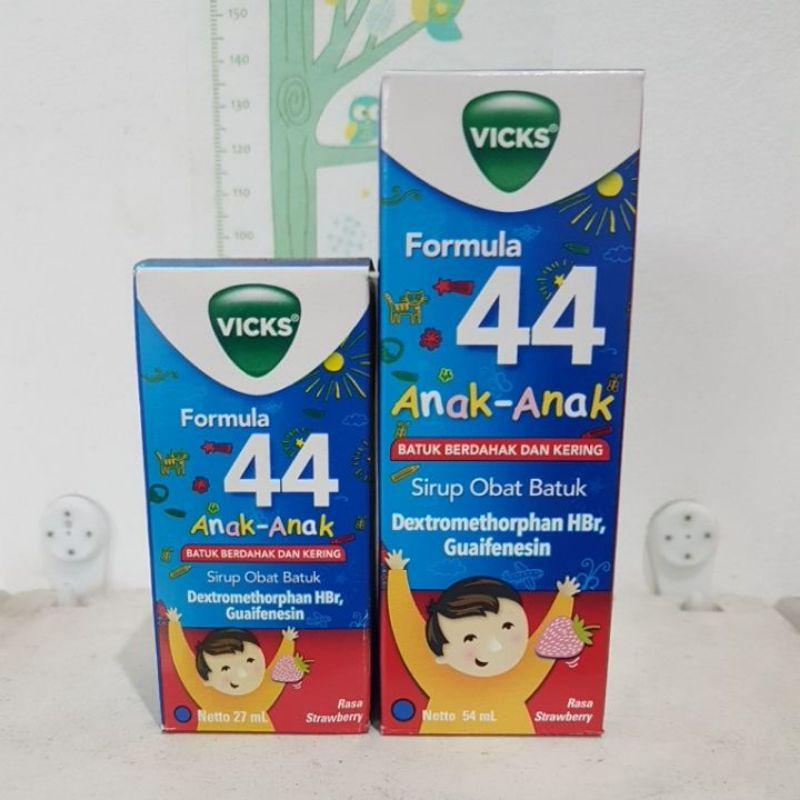 150
140
130
120
110
100
VICKS®
Formula
44
Anak-Anak
BATUK BERDAHAK DAN KERING
Sirup Obat Batuk
Dextromethorphan HBr,
Guaifenesin
Netto 27 mL
Rasa
Strawberry
VICKS®
Formula
44
Anak-Anak
BATUK BERDAHAK DAN KERING
Sirup Obat Batuk
Dextromethorphan HBr,
Guaifenesin
Netto 54 mL
Rasa
Strawberry